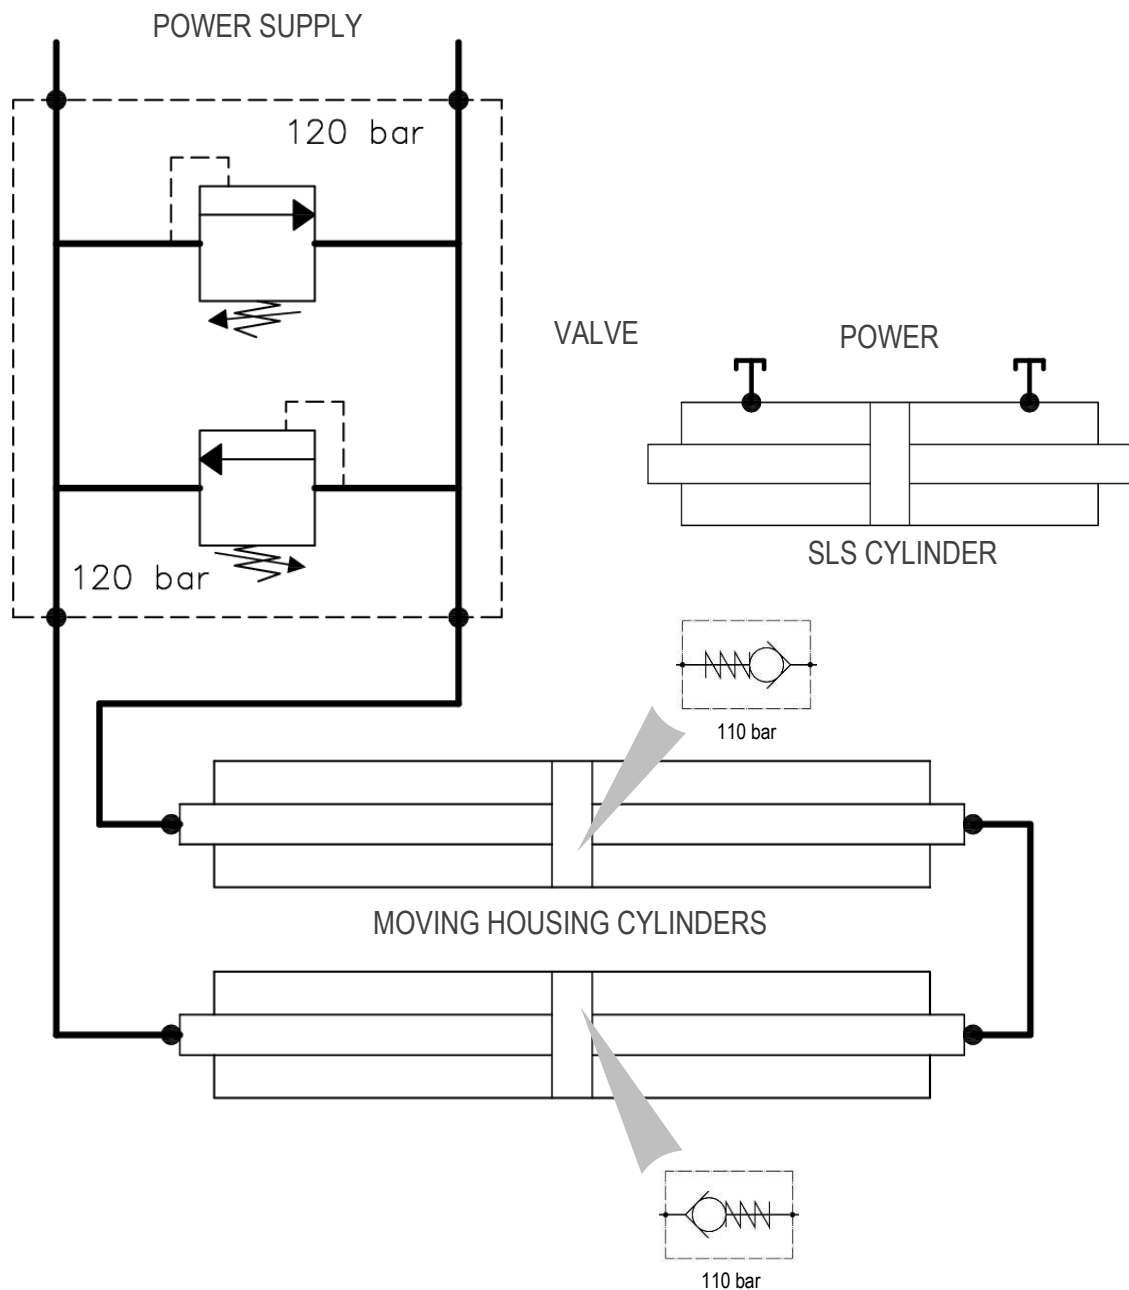 POWER SUPPLY
120 bar
VALVE
POWER
SLS CYLINDER
120 bar
110 bar
MOVING HOUSING CYLINDERS
110 bar